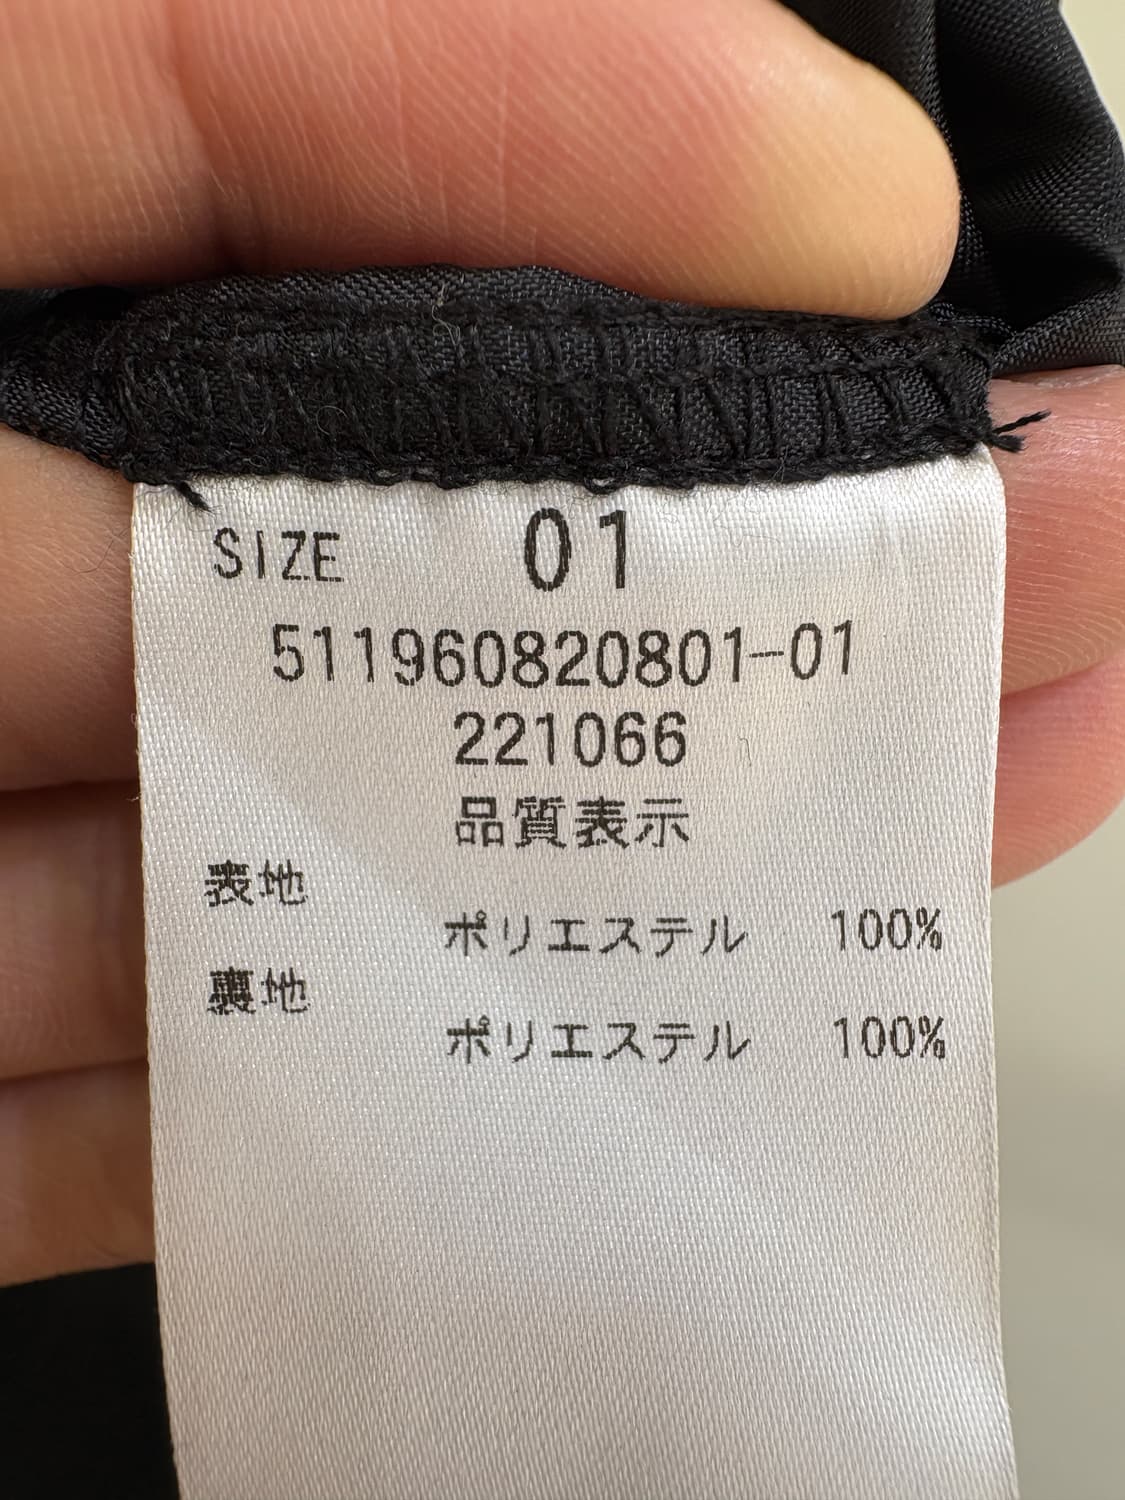 SIZE 01
511960820801-01
221066
品質表示
表地
ポリエステル 100%
裏地
ポリエステル 100%